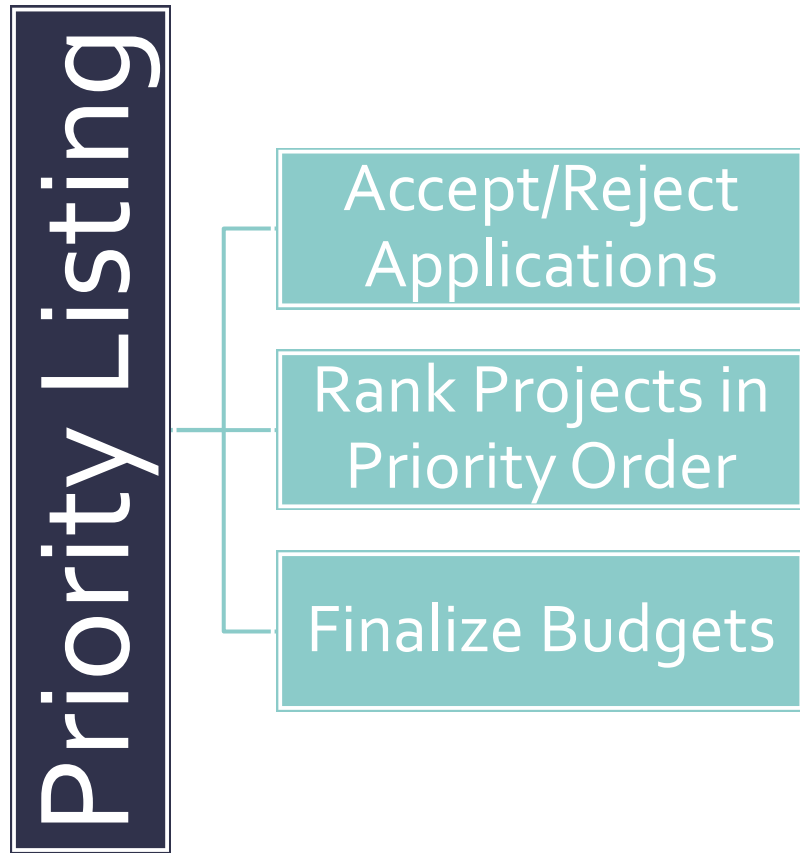 Priority Listing
Accept/Reject
Applications
Rank Projects in
Priority Order
Finalize Budgets